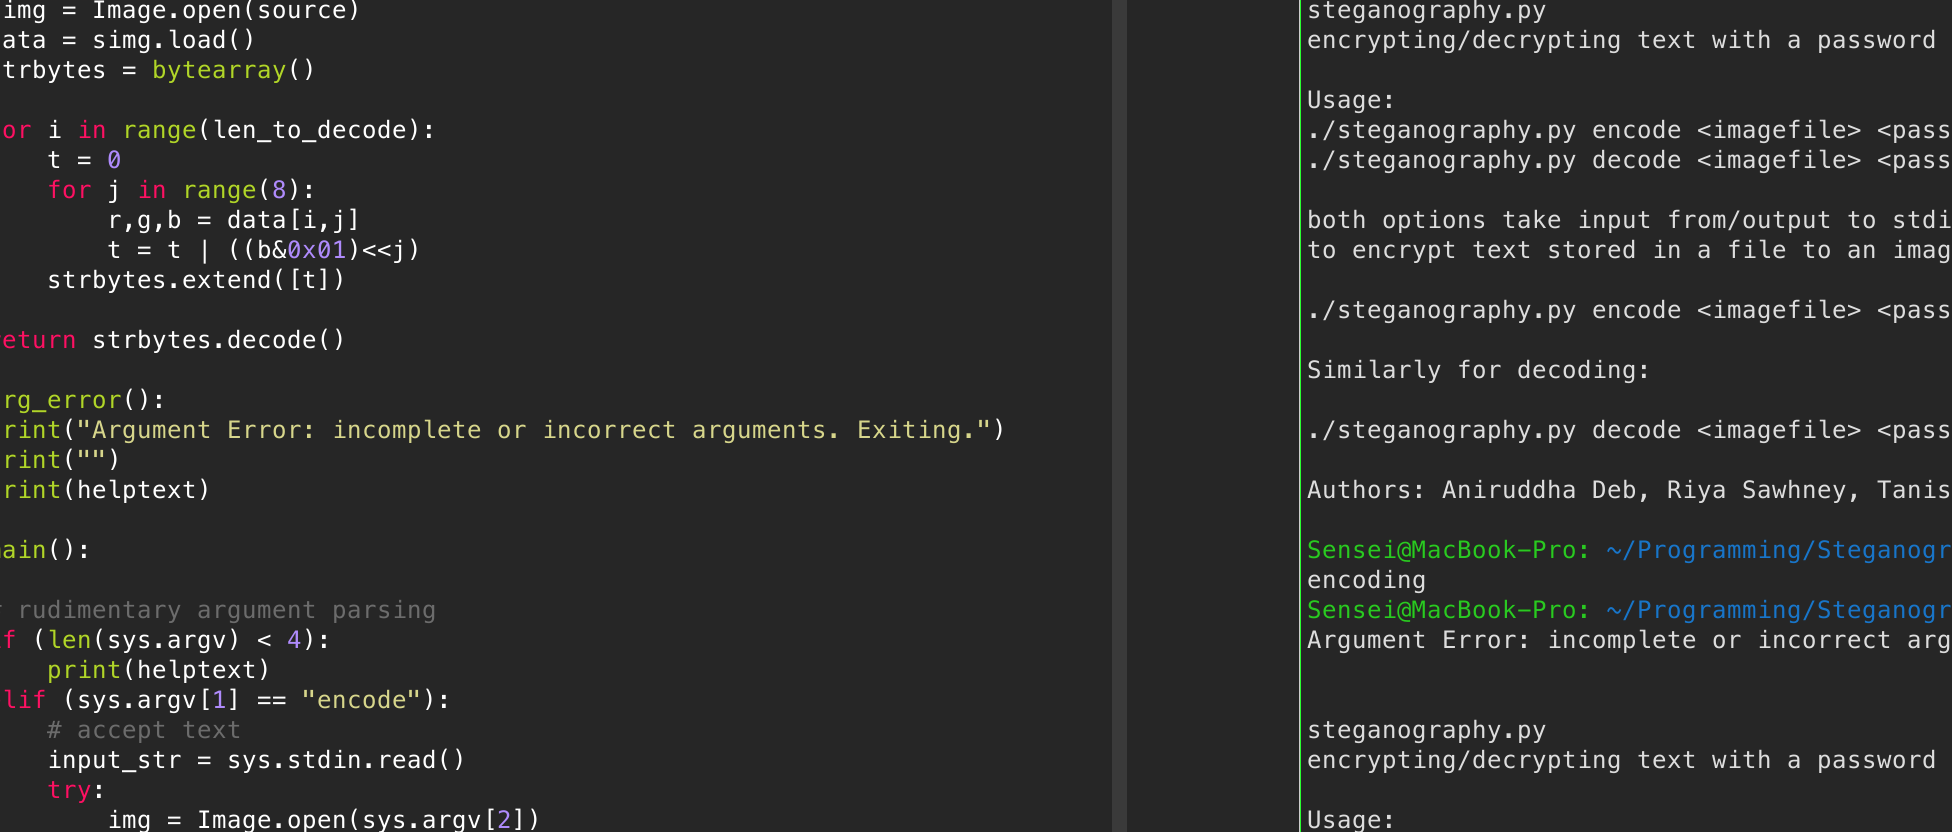 img = Image.open(source)
ata = simg.load()
trbytes = bytearray()
or i in range(len_to_decode):
t = 0
for j in range(8):
r,g,b = data[i,j]
t = t | ((b&0x01)<<j)
strbytes.extend([t])
eturn strbytes.decode()
rg_error():
rint("Argument Error: incomplete or incorrect arguments. Exiting.")
rint("")
rint(helptext)
ain():
rudimentary argument parsing
if (len(sys.argv) < 4):
print(helptext)
lif (sys.argv[1] == "encode"):
# accept text
input_str = sys.stdin.read()
try:
img = Image.open(sys.argv[2])
steganography.py
encrypting/decrypting text with a password
Usage:
./steganography.py encode <imagefile> <pass
./steganography.py decode <imagefile> <pass
both options take input from/output to stdi
to encrypt text stored in a file to an imag
./steganography.py encode <imagefile> <pass
Similarly for decoding:
./steganography.py decode <imagefile> <pass
Authors: Aniruddha Deb, Riya Sawhney, Tanis
Sensei@MacBook-Pro: ~/Programming/Steganogr
encoding
Sensei@MacBook-Pro: ~/Programming/Steganogr
Argument Error: incomplete or incorrect arg
steganography.py
encrypting/decrypting text with a password
Usage: